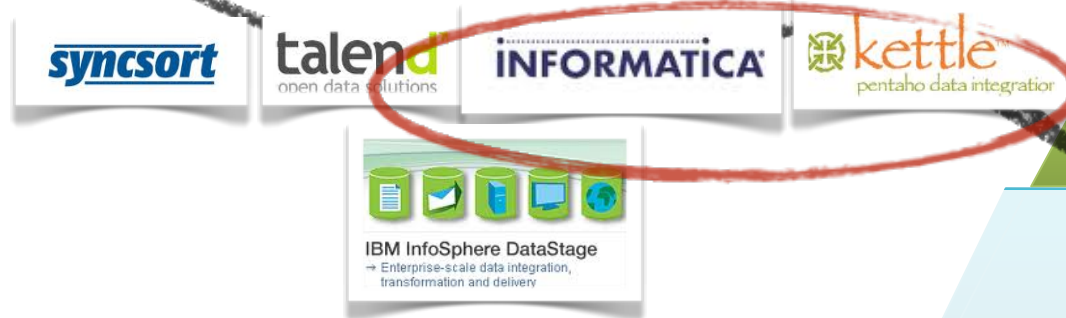 syncsort
talend
open data solutions
INFORMATICA
kettle™
pentaho data integration
IBM InfoSphere DataStage
→ Enterprise-scale data integration,
transformation and delivery